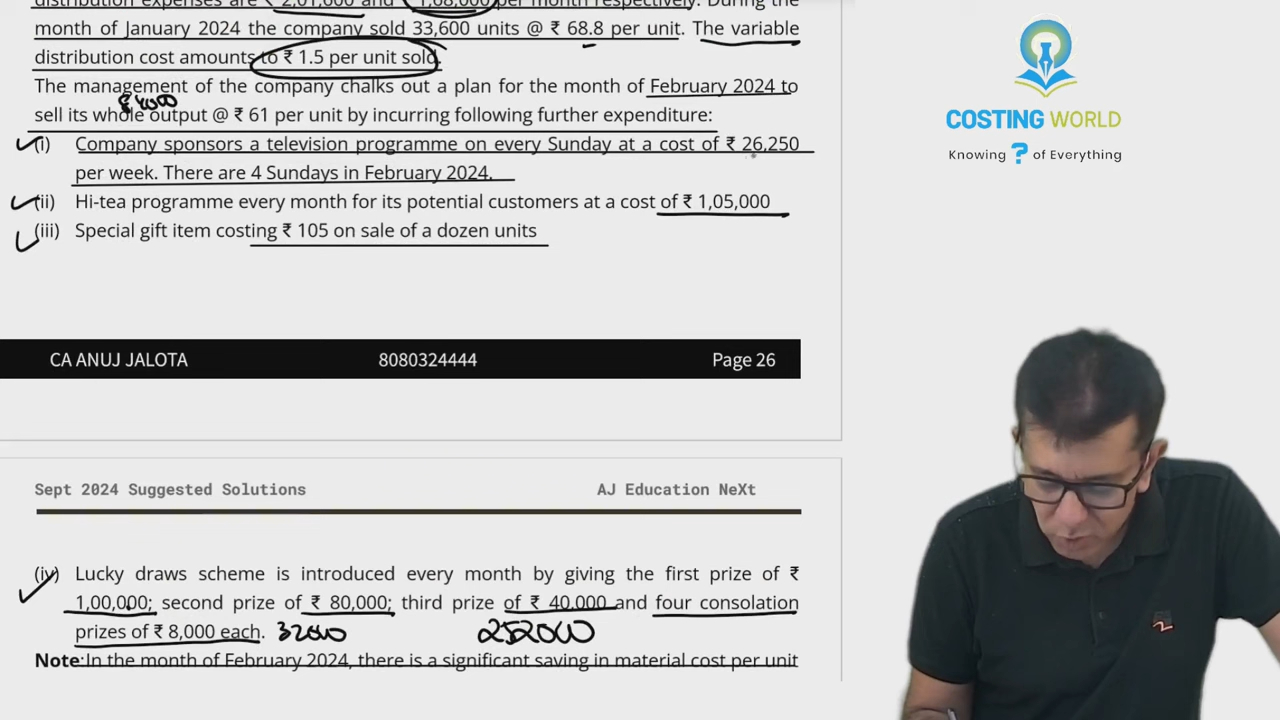 distribution expenses are ₹ 2,01,600 and ₹ 1,68,000 per month respectively. During the
month of January 2024 the company sold 33,600 units @ ₹ 68.8 per unit. The variable
distribution cost amounts to ₹ 1.5 per unit sold.
The management of the company chalks out a plan for the month of February 2024 to
84000
sell its whole output @ ₹ 61 per unit by incurring following further expenditure:
(i) Company sponsors a television programme on every Sunday at a cost of ₹ 26,250
per week. There are 4 Sundays in February 2024.
(ii) Hi-tea programme every month for its potential customers at a cost of ₹ 1,05,000
(iii) Special gift item costing ₹ 105 on sale of a dozen units
CA ANUJ JALOTA 8080324444 Page 26
Sept 2024 Suggested Solutions AJ Education NeXt
(iv) Lucky draws scheme is introduced every month by giving the first prize of ₹
1,00,000; second prize of ₹ 80,000; third prize of ₹ 40,000 and four consolation
prizes of ₹ 8,000 each. 32000 252000
Note: In the month of February 2024, there is a significant saving in material cost per unit
COSTING WORLD
Knowing ? of Everything